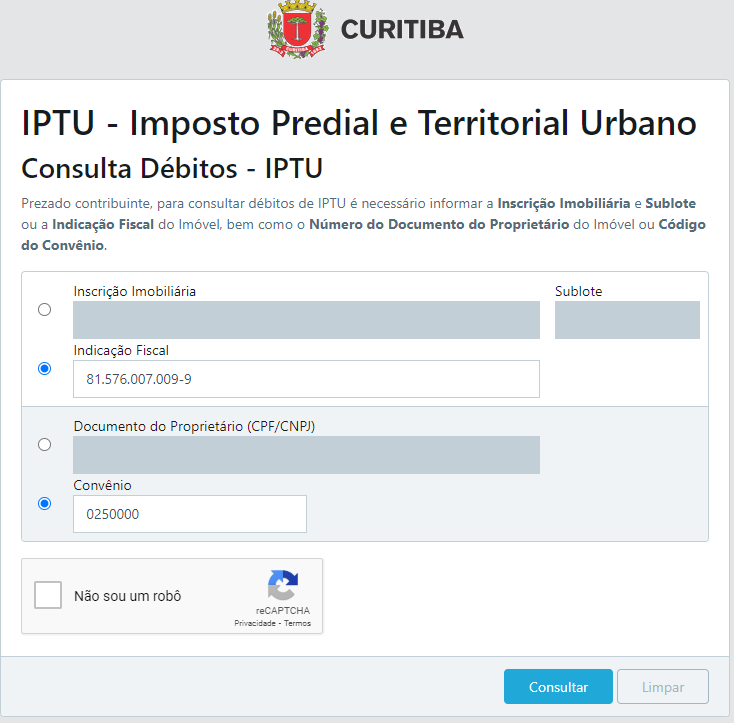 CURITIBA
IPTU - Imposto Predial e Territorial Urbano
Consulta Débitos - IPTU
Prezado contribuinte, para consultar débitos de IPTU é necessário informar a Inscrição Imobiliária e Sublote
ou a Indicação Fiscal do Imóvel, bem como o Número do Documento do Proprietário do Imóvel ou Código
do Convênio.
Inscrição Imobiliária Sublote
Indicação Fiscal
81.576.007.009-9
Documento do Proprietário (CPF/CNPJ)
Convênio
0250000
Não sou um robô
reCAPTCHA
Privacidade - Termos
Consultar Limpar